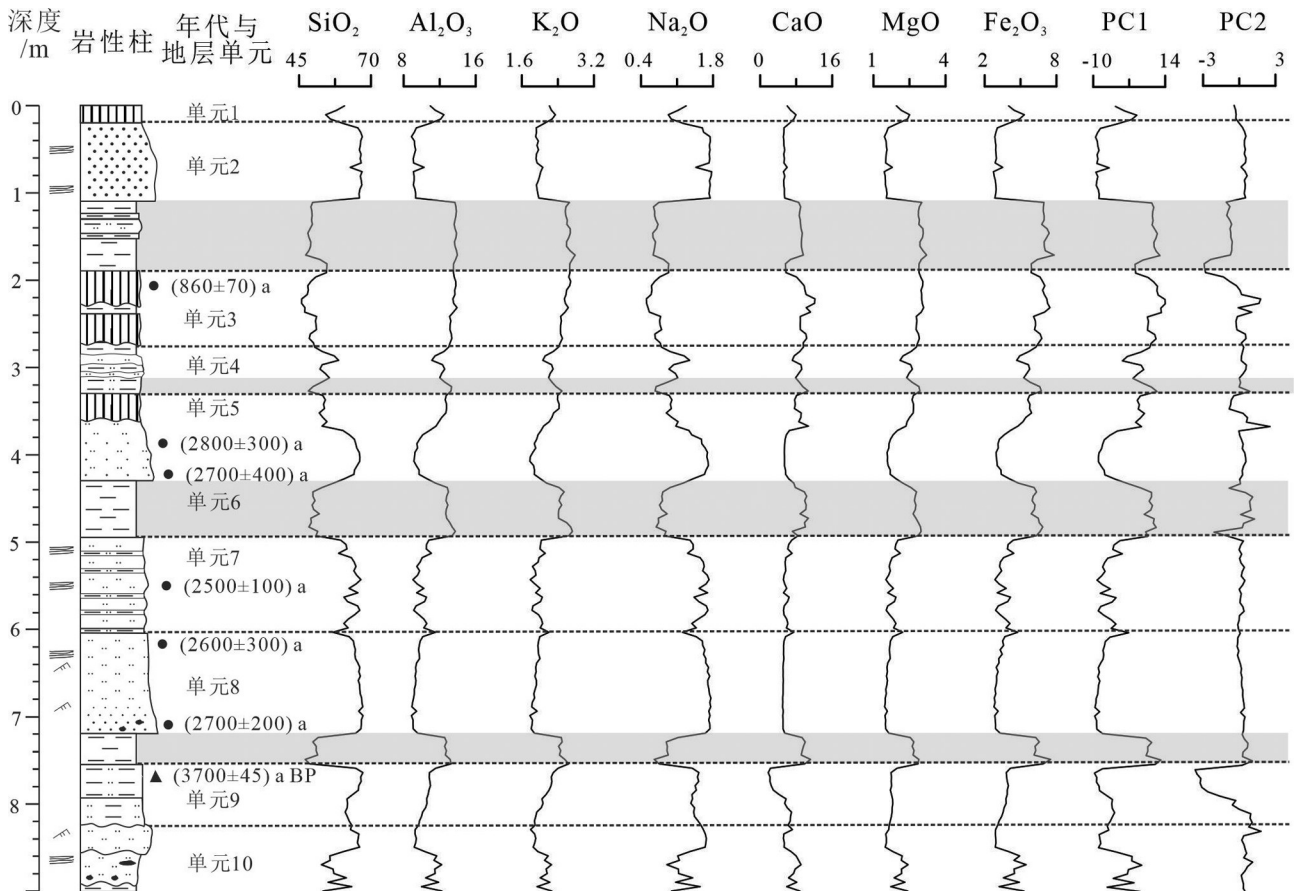 深度 /m
岩性柱
年代与地层单元
SiO₂ Al₂O₃ K₂O Na₂O CaO MgO Fe₂O₃ PC1 PC2
45 70 8 16 1.6 3.2 0.4 1.8 0 16 1 4 2 8 -10 14 -3 3
0
单元1
单元2
1
2
(860±70) a
单元3
单元4
3
单元5
(2800±300) a
4
(2700±400) a
单元6
5
单元7
(2500±100) a
6
(2600±300) a
单元8
7
(2700±200) a
(3700±45) a BP
单元9
8
单元10